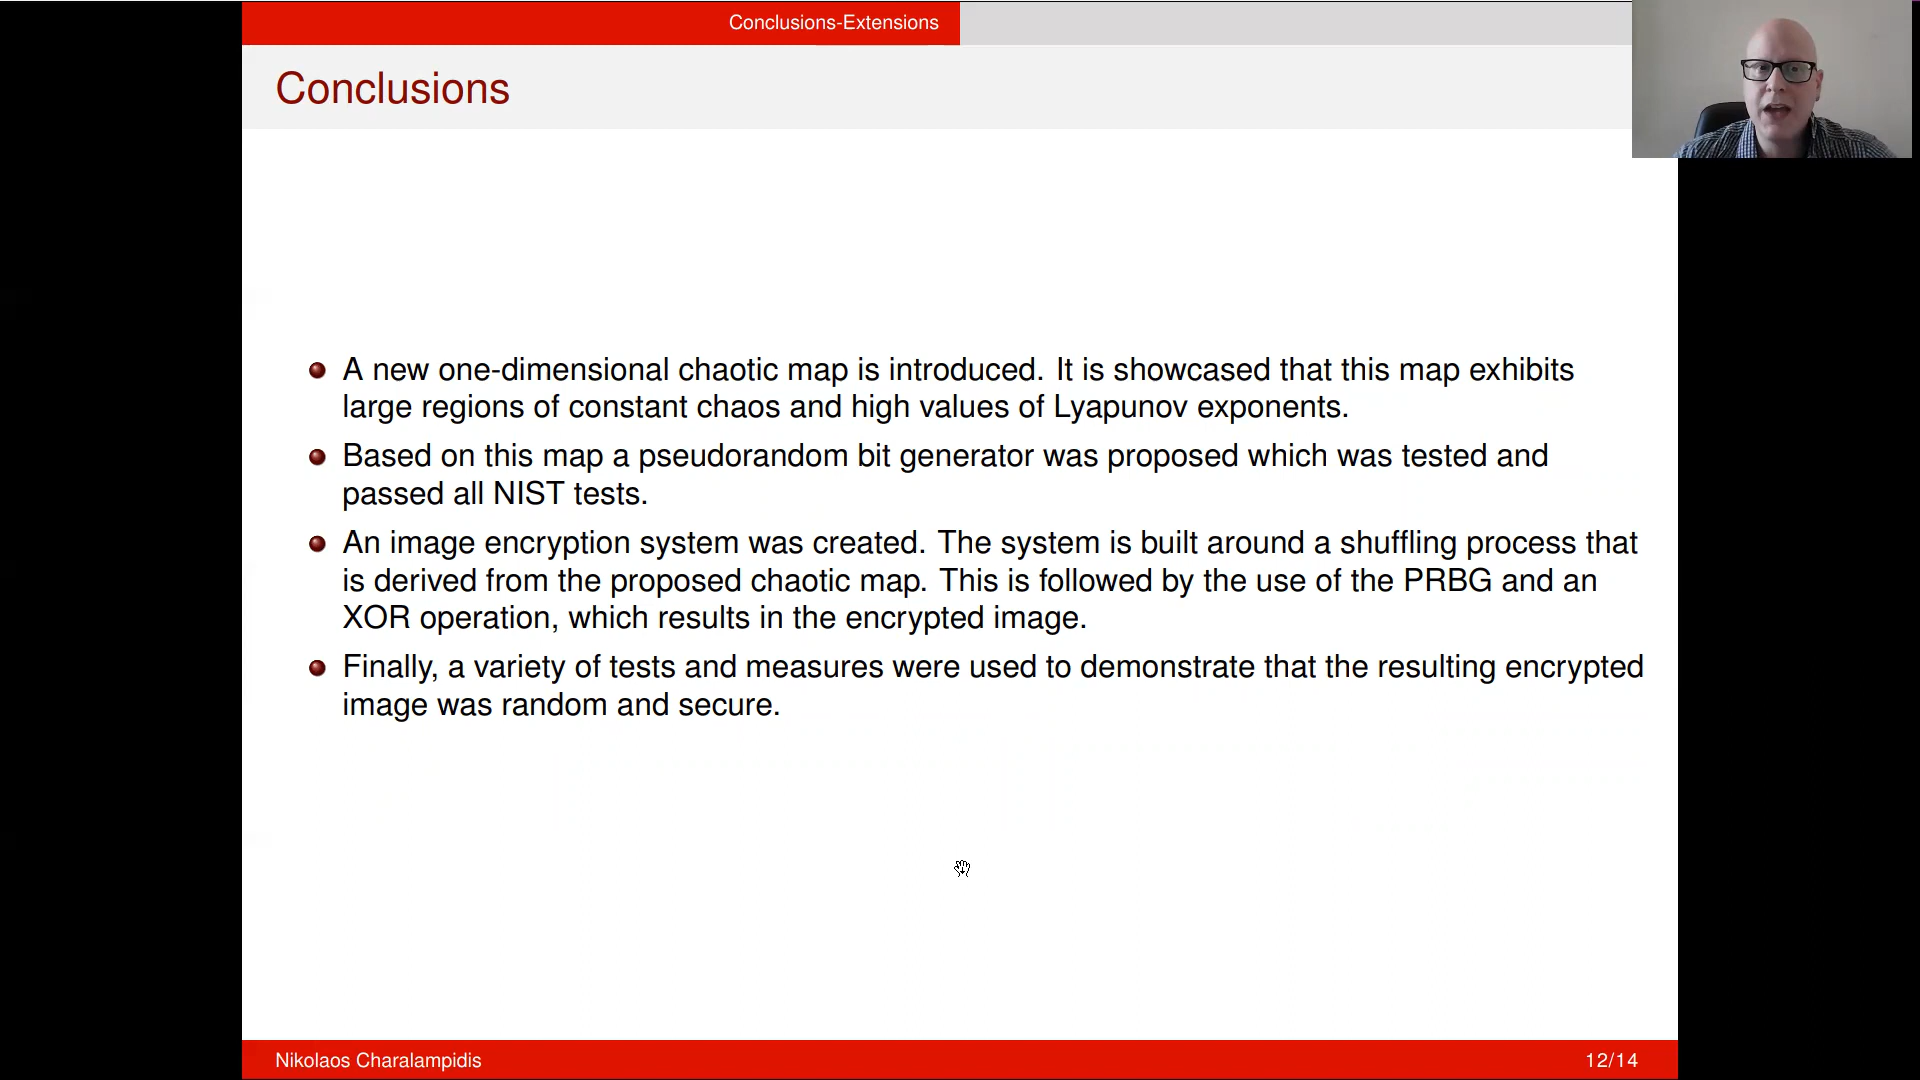 Conclusions-Extensions
Conclusions
A new one-dimensional chaotic map is introduced. It is showcased that this map exhibits
large regions of constant chaos and high values of Lyapunov exponents.
Based on this map a pseudorandom bit generator was proposed which was tested and
passed all NIST tests.
An image encryption system was created. The system is built around a shuffling process that
is derived from the proposed chaotic map. This is followed by the use of the PRBG and an
XOR operation, which results in the encrypted image.
Finally, a variety of tests and measures were used to demonstrate that the resulting encrypted
image was random and secure.
Nikolaos Charalampidis
12/14